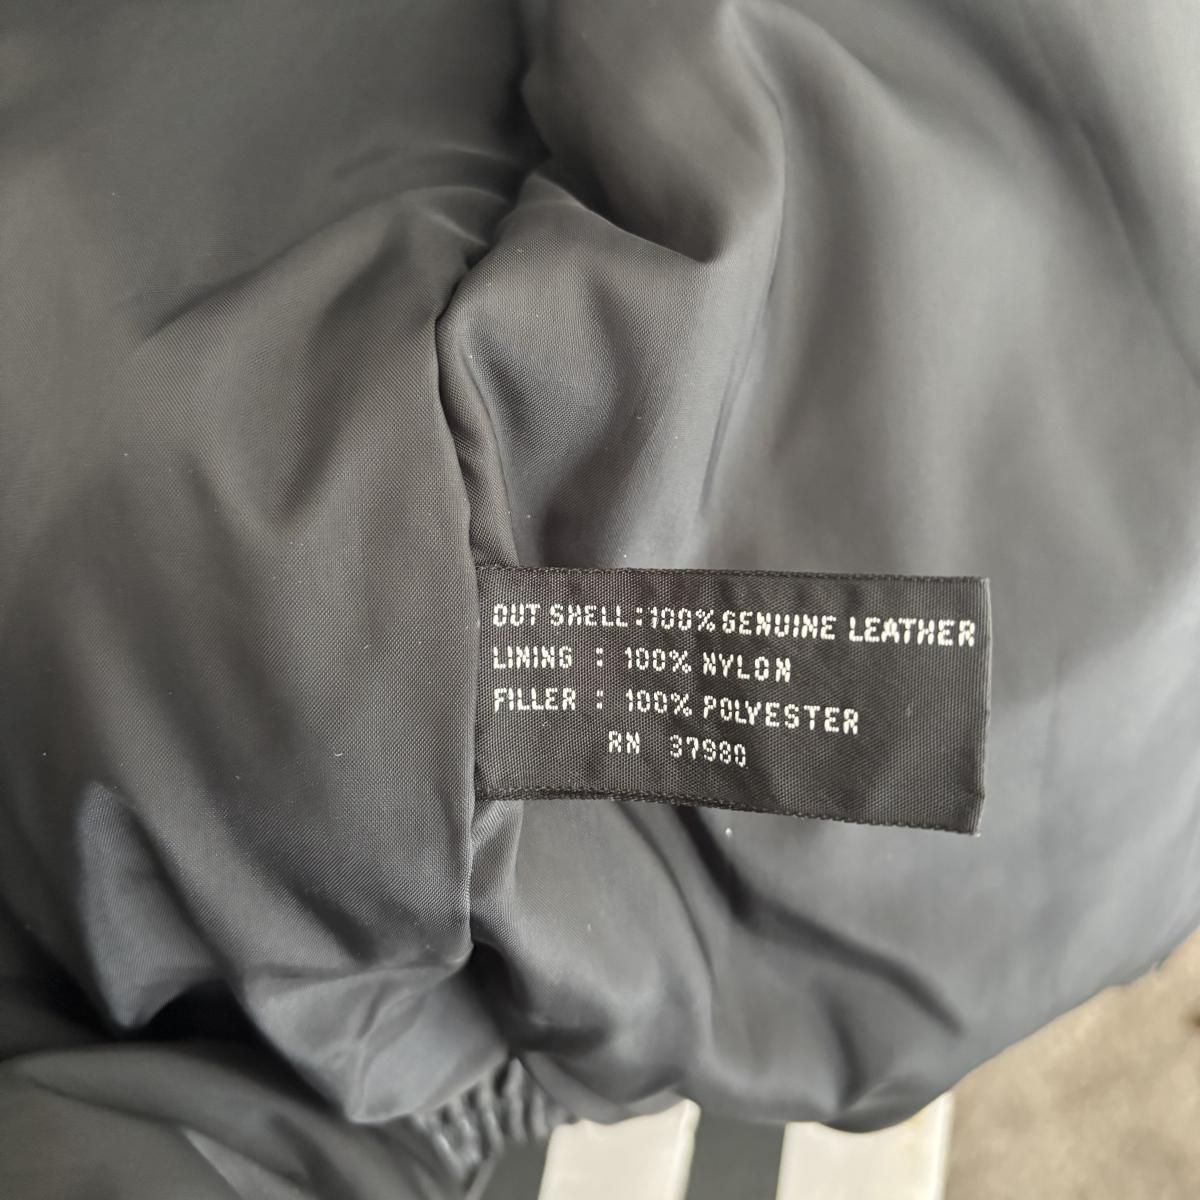 OUT SHELL:100% GENUINE LEATHER
LINING : 100% NYLON
FILLER : 100% POLYESTER
RN 37980